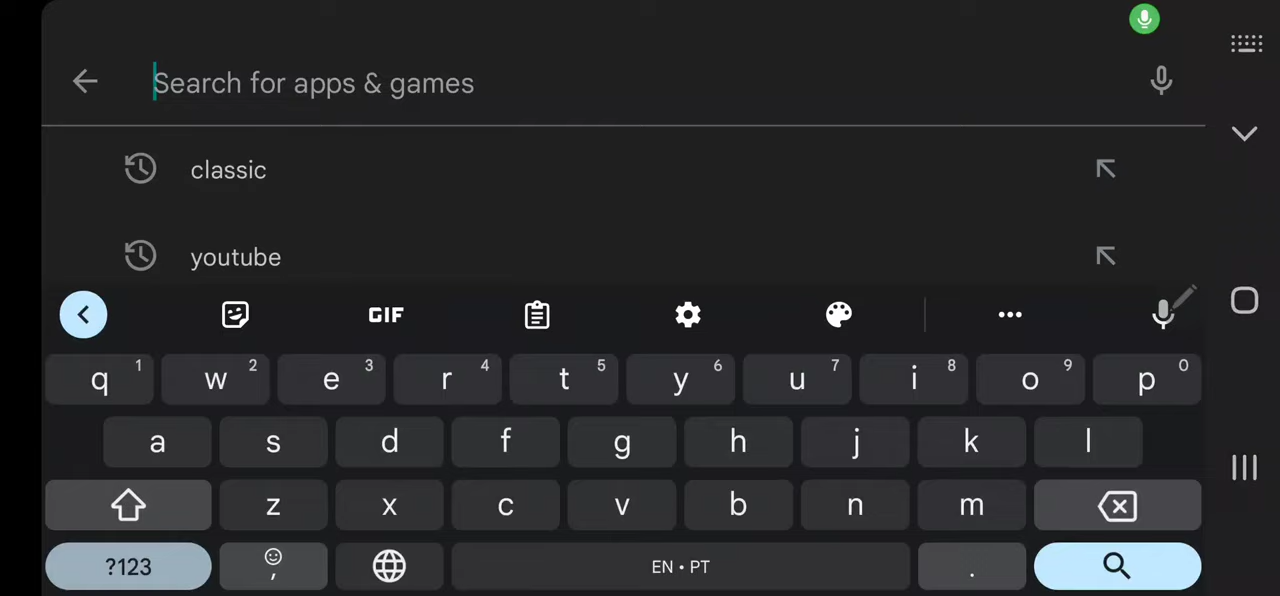 Search for apps & games
classic
youtube
GIF
q 1 w 2 e 3 r 4 t 5 y 6 u 7 i 8 o 9 p 0
a s d f g h j k l
z x c v b n m
?123 , EN • PT .